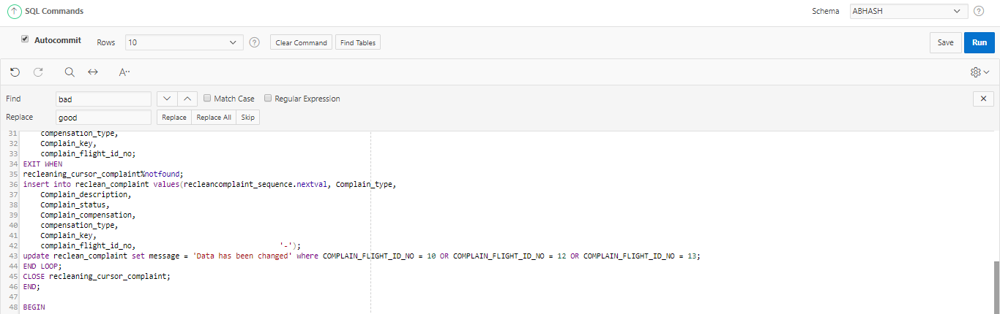 SQL Commands Schema ABHASH
Autocommit Rows 10 Clear Command Find Tables Save Run
A
Find bad Match Case Regular Expression
Replace good Replace Replace All Skip
31 compensation_type,
32 Complain_key,
33 complain_flight_id_no;
34 EXIT WHEN
35 recleaning_cursor_complaint%notfound;
36 insert into reclean_complaint values(recleancomplaint_sequence.nextval, Complain_type,
37 Complain_description,
38 Complain_status,
39 Complain_compensation,
40 compensation_type,
41 Complain_key,
42 complain_flight_id_no, '-');
43 update reclean_complaint set message = 'Data has been changed' where COMPLAIN_FLIGHT_ID_NO = 10 OR COMPLAIN_FLIGHT_ID_NO = 12 OR COMPLAIN_FLIGHT_ID_NO = 13;
44 END LOOP;
45 CLOSE recleaning_cursor_complaint;
46 END;
47
48 BEGIN